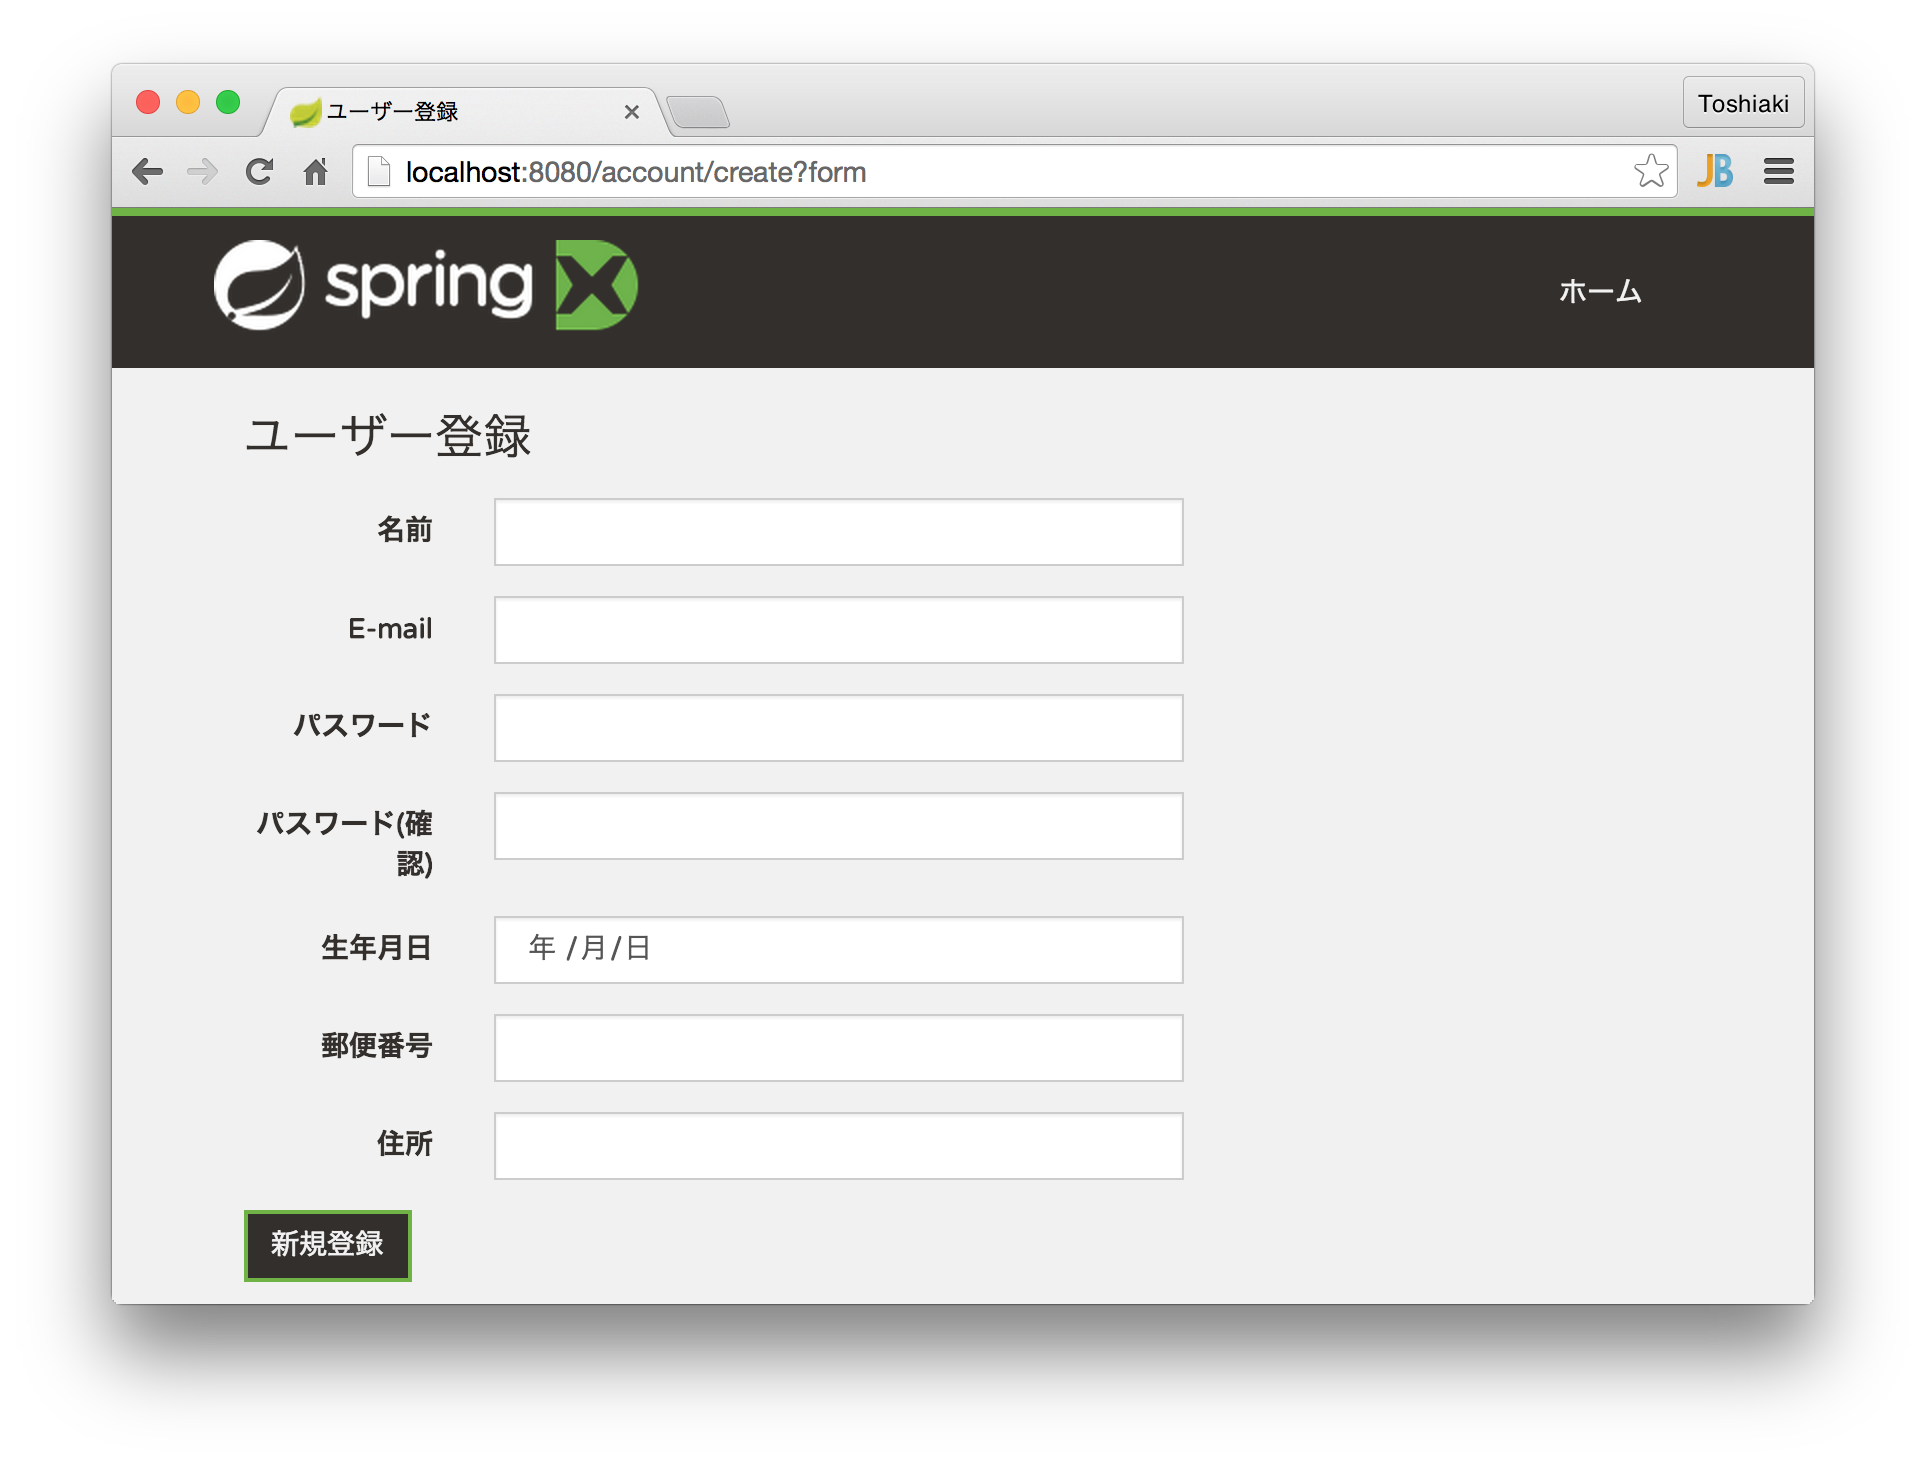 ユーザー登録
Toshiaki
localhost:8080/account/create?form
JB
spring X
ホーム
ユーザー登録
名前
E-mail
パスワード
パスワード(確
認)
生年月日
年 /月/日
郵便番号
住所
新規登録